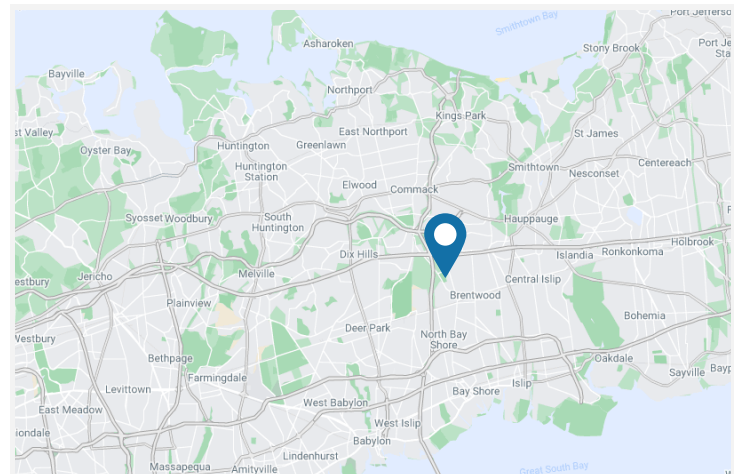 Port Jefferso
Smithtown Bay
Asharoken
Stony Brook
Port Je
Sta
Bayville
Northport
Kings Park
st Valley
East Northport
St James
Oyster Bay
Huntington
Greenlawn
Huntington
Station
Smithtown
Centereach
Nesconset
Elwood
Commack
Syosset
Woodbury
South
Huntington
Hauppauge
Dix Hills
Holbrook
Islandia
Ronkonkoma
Jericho
Melville
estbury
Central Islip
Plainview
Brentwood
Bohemia
Deer Park
North Bay
Shore
Westbury
Bethpage
Oakdale
Farmingdale
Sayville
Bayp
Levittown
Bay Shore
Islip
East Meadow
West Babylon
West Islip
iondale
Babylon
Lindenhurst
Massapequa
Amityville
Great South Bay